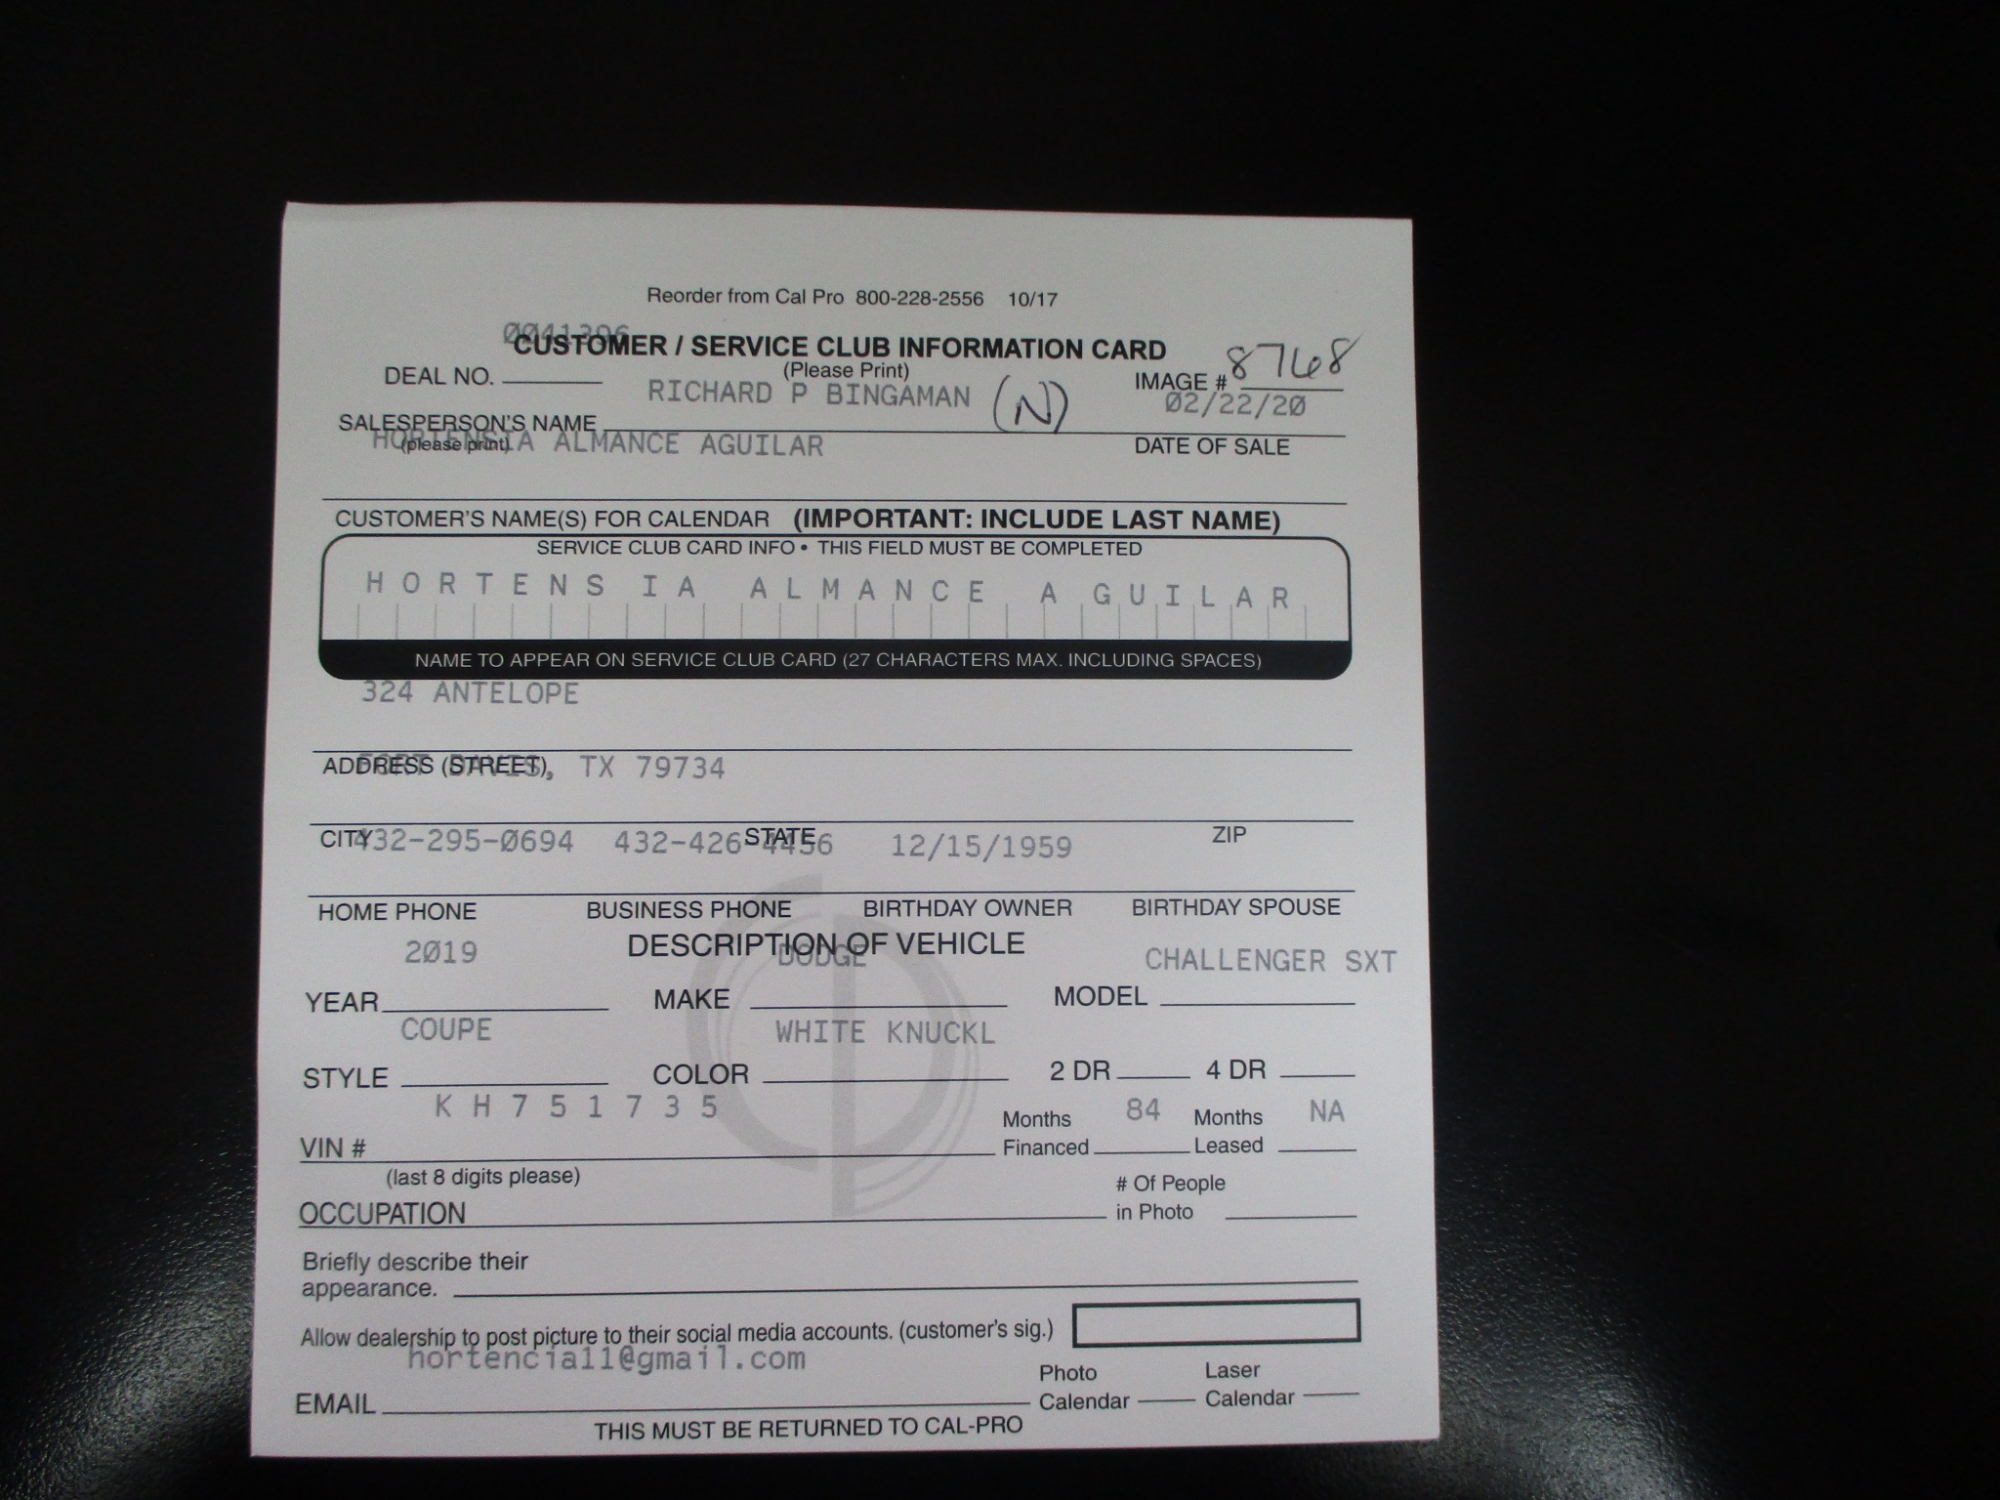 Reorder from Cal Pro 800-228-2556 10/17
0041396
CUSTOMER / SERVICE CLUB INFORMATION CARD
(Please Print)
DEAL NO.
IMAGE # 8768
RICHARD P BINGAMAN (N)
02/22/20
SALESPERSON'S NAME
(please print)
DATE OF SALE
HORTENSIA ALMANCE AGUILAR
CUSTOMER'S NAME(S) FOR CALENDAR (IMPORTANT: INCLUDE LAST NAME)
SERVICE CLUB CARD INFO • THIS FIELD MUST BE COMPLETED
HORTENSIA ALMANCE AGUILAR
NAME TO APPEAR ON SERVICE CLUB CARD (27 CHARACTERS MAX. INCLUDING SPACES)
324 ANTELOPE
ADDRESS (STREET)
FORT DAVIS, TX 79734
CITY STATE ZIP
432-295-0694 432-426-4456 12/15/1959
HOME PHONE BUSINESS PHONE BIRTHDAY OWNER BIRTHDAY SPOUSE
DESCRIPTION OF VEHICLE
2019 DODGE CHALLENGER SXT
YEAR MAKE MODEL
COUPE WHITE KNUCKL
STYLE COLOR 2 DR 4 DR
KH751735
Months Financed 84 Months Leased NA
VIN #
(last 8 digits please)
# Of People in Photo
OCCUPATION
Briefly describe their
appearance.
Allow dealership to post picture to their social media accounts. (customer's sig.)
hortencia11@gmail.com
Photo Calendar Laser Calendar
EMAIL
THIS MUST BE RETURNED TO CAL-PRO